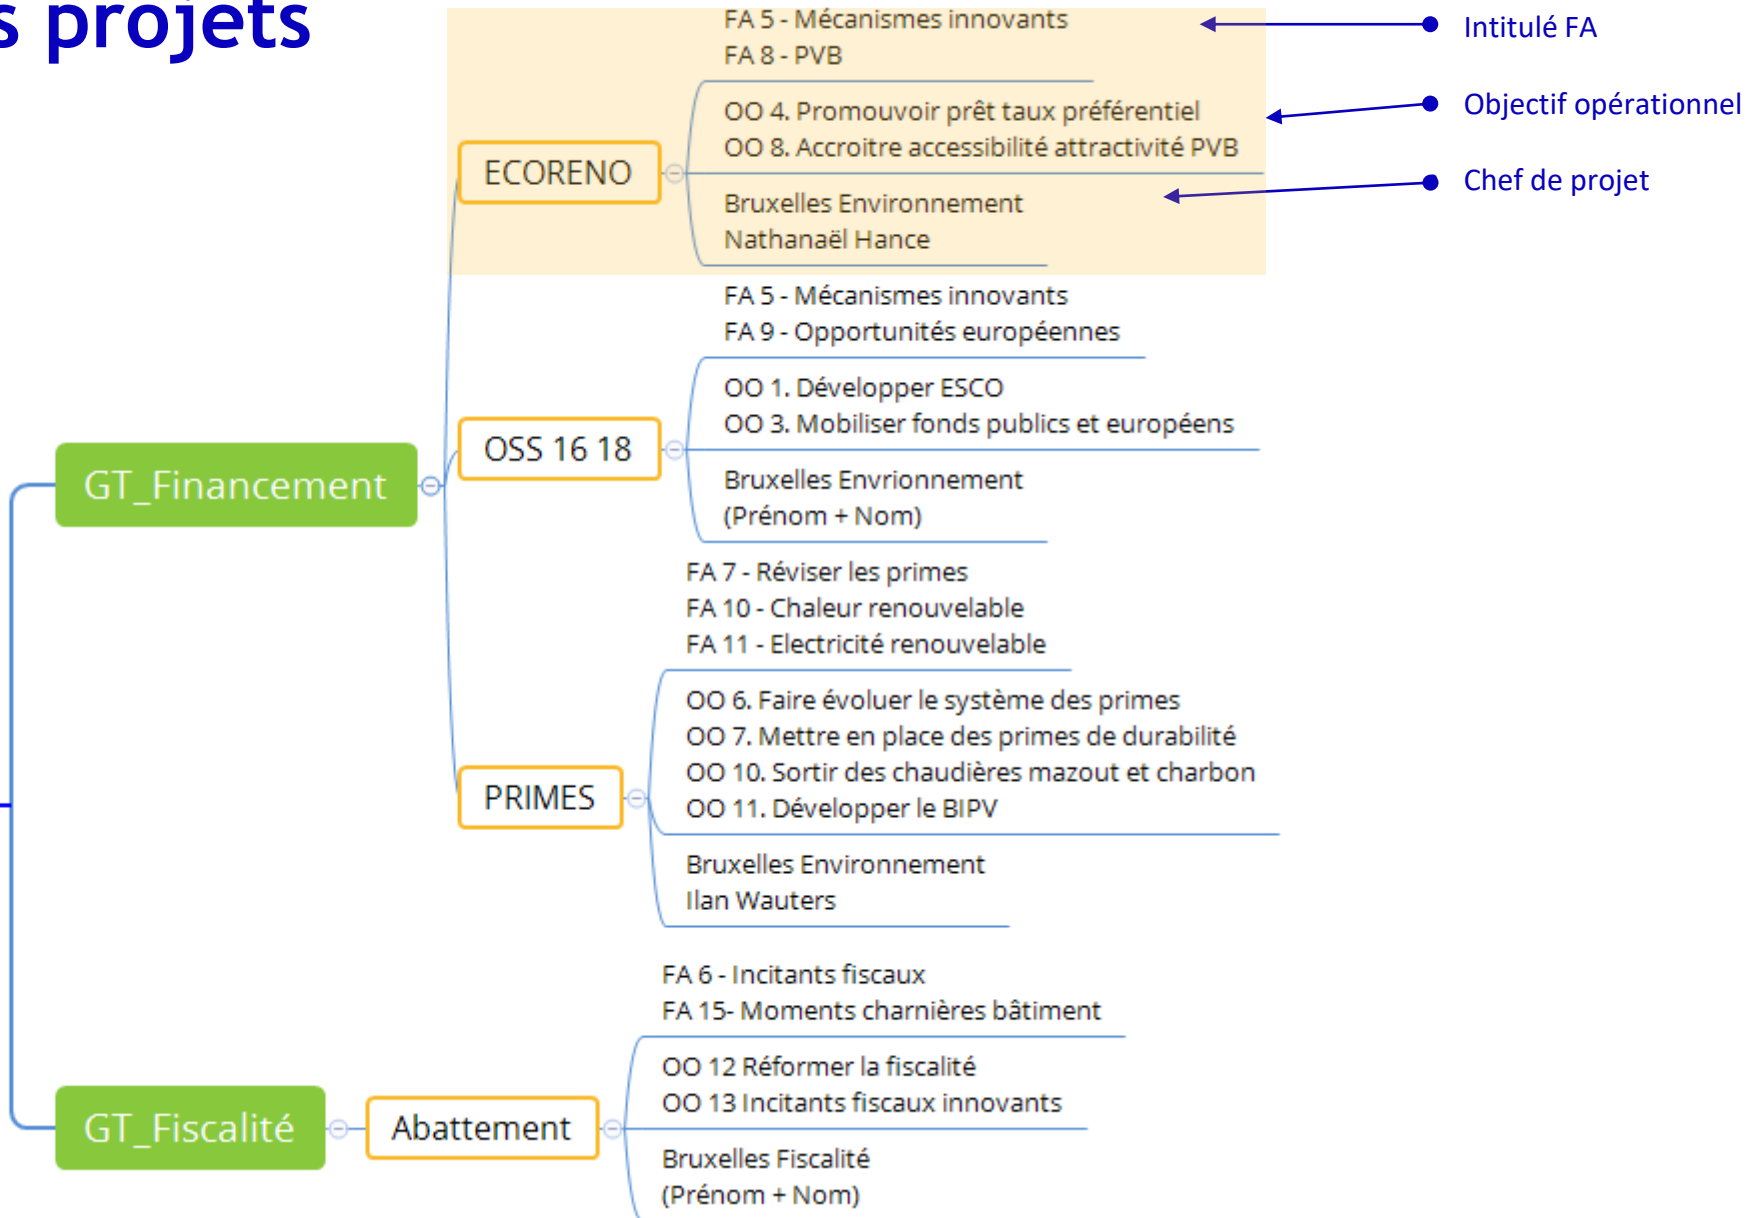 s projets
FA 5 - Mécanismes innovants
FA 8 - PVB
OO 4. Promouvoir prêt taux préférentiel
OO 8. Accroitre accessibilité attractivité PVB
ECORENO
Bruxelles Environnement
Nathanaël Hance
Intitulé FA
Objectif opérationnel
Chef de projet
FA 5 - Mécanismes innovants
FA 9 - Opportunités européennes
OO 1. Développer ESCO
OO 3. Mobiliser fonds publics et européens
OSS 16 18
Bruxelles Envrionnement
(Prénom + Nom)
GT_Financement
FA 7 - Réviser les primes
FA 10 - Chaleur renouvelable
FA 11 - Electricité renouvelable
OO 6. Faire évoluer le système des primes
OO 7. Mettre en place des primes de durabilité
OO 10. Sortir des chaudières mazout et charbon
OO 11. Développer le BIPV
PRIMES
Bruxelles Environnement
Ilan Wauters
FA 6 - Incitants fiscaux
FA 15- Moments charnières bâtiment
OO 12 Réformer la fiscalité
OO 13 Incitants fiscaux innovants
GT_Fiscalité
Abattement
Bruxelles Fiscalité
(Prénom + Nom)